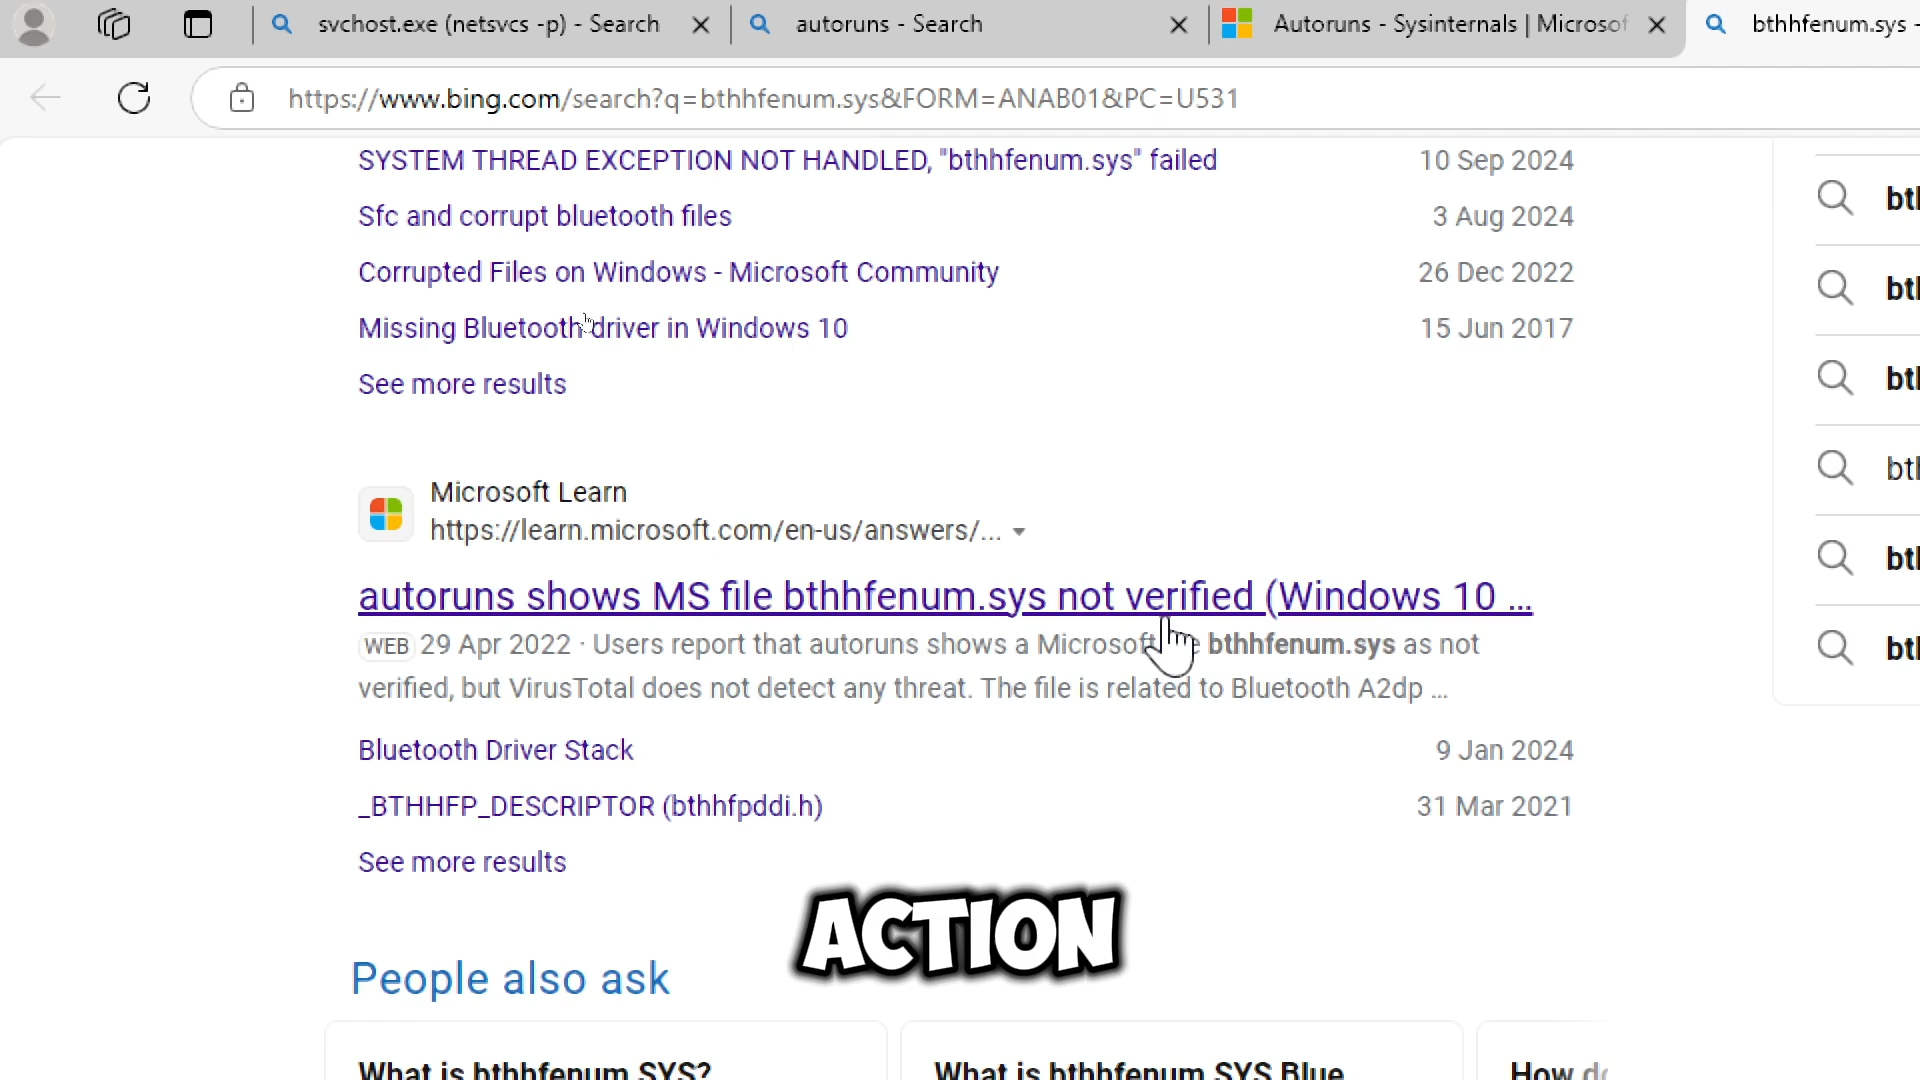 svchost.exe (netsvcs -p) - Search
autoruns - Search
Autoruns - Sysinternals | Microsof
bthhfenum.sys -
https://www.bing.com/search?q=bthhfenum.sys&FORM=ANAB01&PC=U531
SYSTEM THREAD EXCEPTION NOT HANDLED, "bthhfenum.sys" failed 10 Sep 2024
Sfc and corrupt bluetooth files 3 Aug 2024
Corrupted Files on Windows - Microsoft Community 26 Dec 2022
Missing Bluetooth driver in Windows 10 15 Jun 2017
See more results
Microsoft Learn
https://learn.microsoft.com/en-us/answers/...
autoruns shows MS file bthhfenum.sys not verified (Windows 10 ...
WEB 29 Apr 2022 · Users report that autoruns shows a Microsoft bthhfenum.sys as not
verified, but VirusTotal does not detect any threat. The file is related to Bluetooth A2dp ...
Bluetooth Driver Stack 9 Jan 2024
_BTHHFP_DESCRIPTOR (bthhfpddi.h) 31 Mar 2021
See more results
ACTION
People also ask
What is bthhfenum SYS?
What is bthhfenum SYS Blue
How